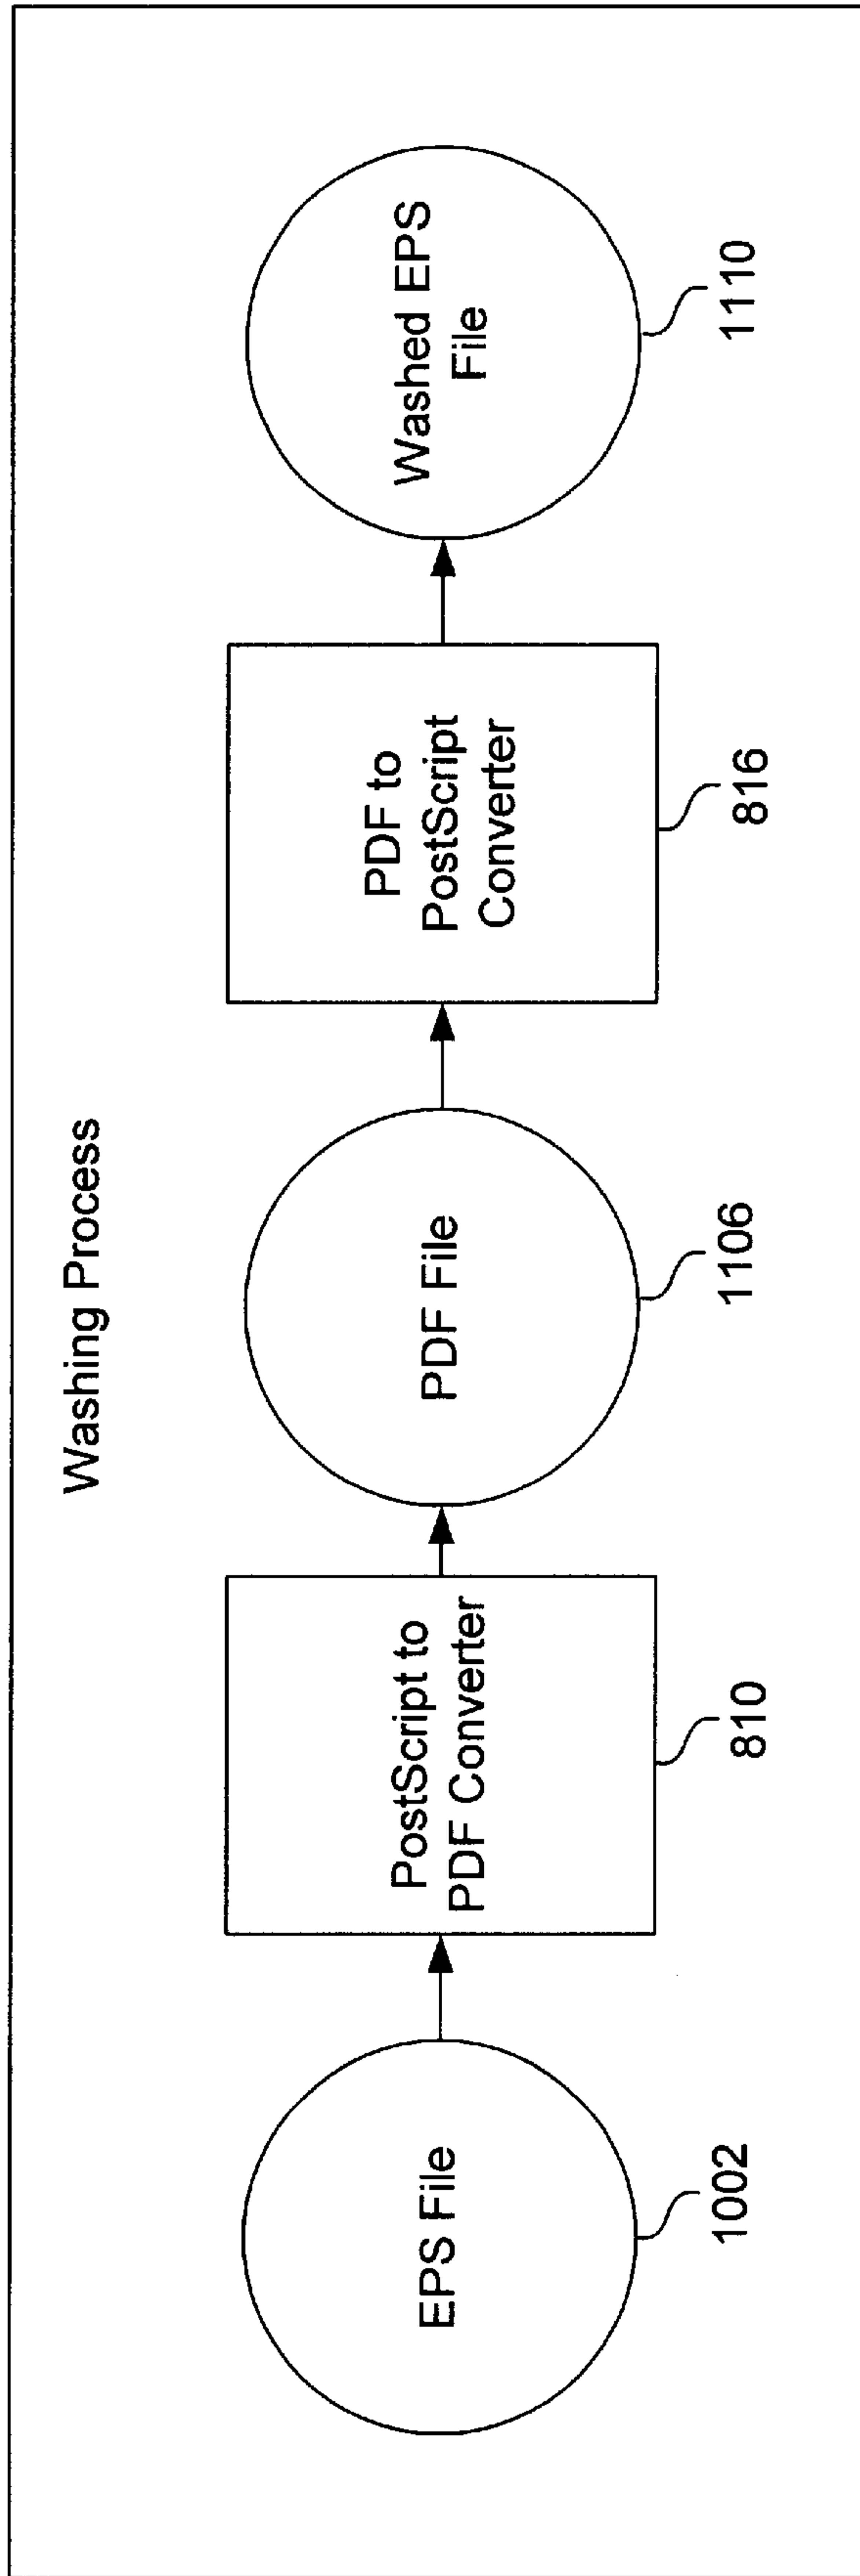 Washing Process
EPS File
1002
PostScript to
PDF Converter
810
PDF File
1106
PDF to
PostScript
Converter
816
Washed EPS
File
1110